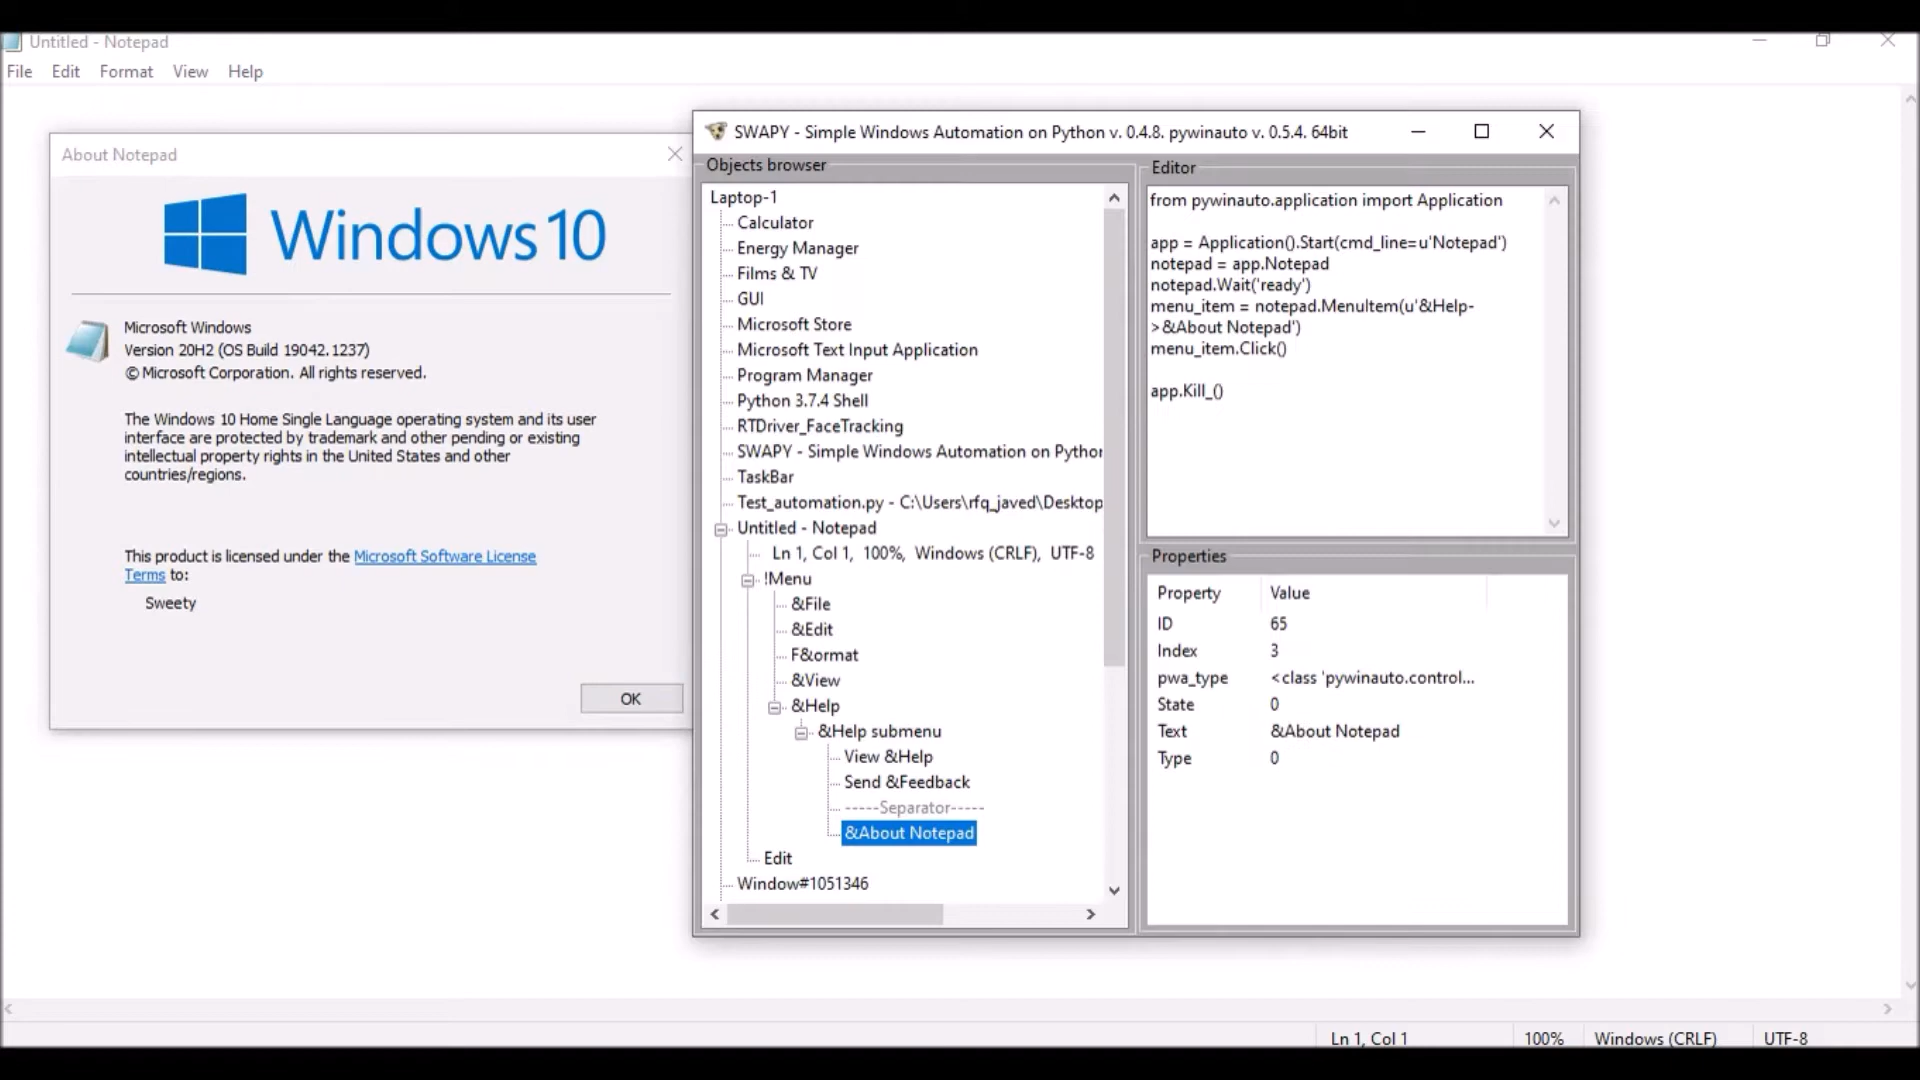 Untitled - Notepad
File Edit Format View Help
About Notepad
Windows 10
Microsoft Windows
Version 20H2 (OS Build 19042.1237)
© Microsoft Corporation. All rights reserved.
The Windows 10 Home Single Language operating system and its user
interface are protected by trademark and other pending or existing
intellectual property rights in the United States and other
countries/regions.
This product is licensed under the Microsoft Software License
Terms to:
Sweety
OK
SWAPY - Simple Windows Automation on Python v. 0.4.8. pywinauto v. 0.5.4. 64bit
Objects browser
Laptop-1
Calculator
Energy Manager
Films & TV
GUI
Microsoft Store
Microsoft Text Input Application
Program Manager
Python 3.7.4 Shell
RTDriver_FaceTracking
SWAPY - Simple Windows Automation on Python
TaskBar
Test_automation.py - C:\Users\rfq_javed\Desktop
Untitled - Notepad
Ln 1, Col 1, 100%, Windows (CRLF), UTF-8
!Menu
&File
&Edit
F&ormat
&View
&Help
&Help submenu
View &Help
Send &Feedback
-----Separator-----
&About Notepad
Edit
Window#1051346
Editor
from pywinauto.application import Application
app = Application().Start(cmd_line=u'Notepad')
notepad = app.Notepad
notepad.Wait('ready')
menu_item = notepad.MenuItem(u'&Help-
>&About Notepad')
menu_item.Click()
app.Kill_()
Properties
Property Value
ID 65
Index 3
pwa_type <class 'pywinauto.control...
State 0
Text &About Notepad
Type 0
Ln 1, Col 1 100% Windows (CRLF) UTF-8